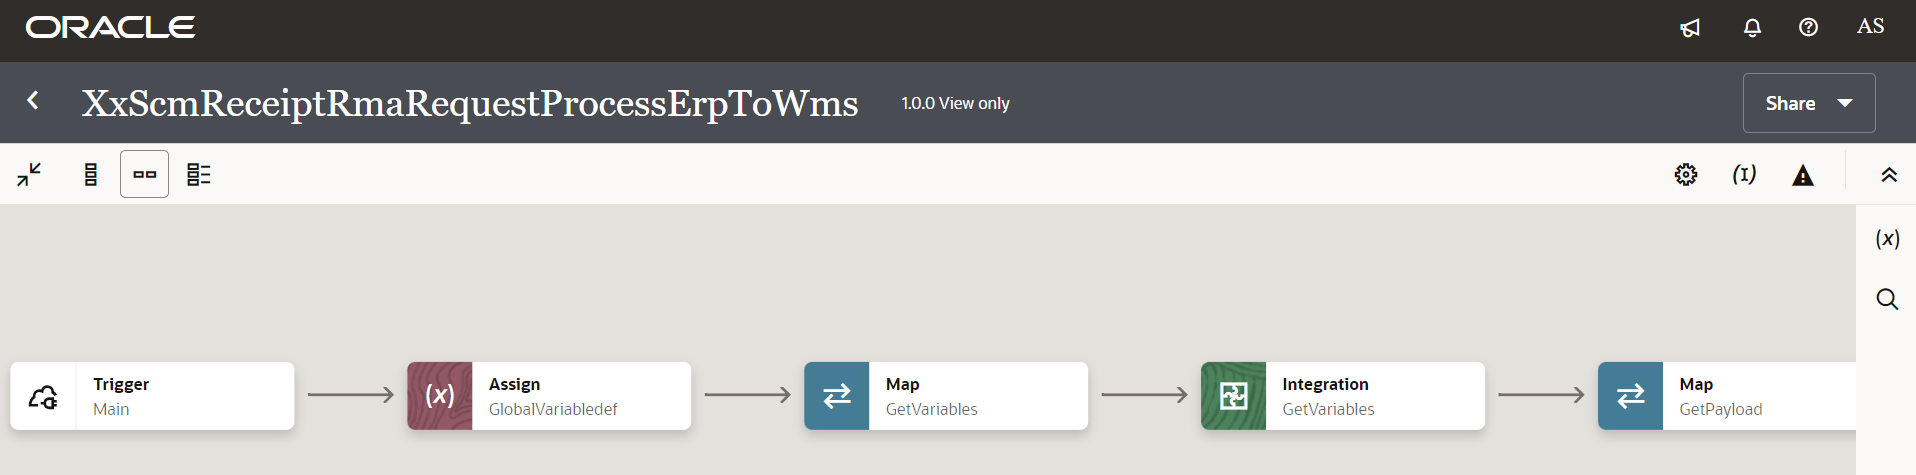 ORACLE
AS
XxScmReceiptRmaRequestProcessErpToWms
1.0.0 View only
Share
(I)
(x)
Trigger
Main
(x)
Assign
GlobalVariabledef
Map
GetVariables
Integration
GetVariables
Map
GetPayload